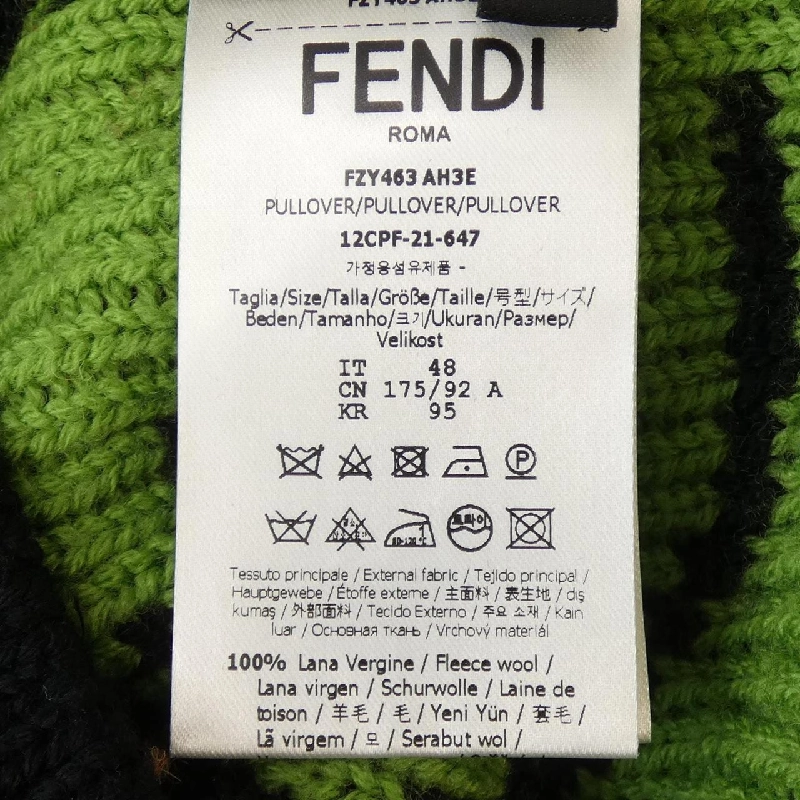 FZY463 AH3E
FENDI
ROMA
FZY463 AH3E
PULLOVER/PULLOVER/PULLOVER
12CPF-21-647
가정용섬유제품 -
Taglia/Size/Talla/Größe/Taille/号型/サイズ/
Beden/Tamanho/크기/Ukuran/Размер/
Velikost
IT 48
CN 175/92 A
KR 95
P
드라이
Tessuto principale / External fabric / Tejido principal /
Hauptgewebe / Étoffe externe / 主面料 / 表生地 / dış
kumaş / 外部面料 / Tecido Externo / 주요 소재 / Kain
luar / Основная ткань / Vrchový materiál
100% Lana Vergine / Fleece wool /
Lana virgen / Schurwolle / Laine de
toison / 羊毛 / 毛 / Yeni Yün / 套毛 /
Lã virgem / 모 / Serabut wol /